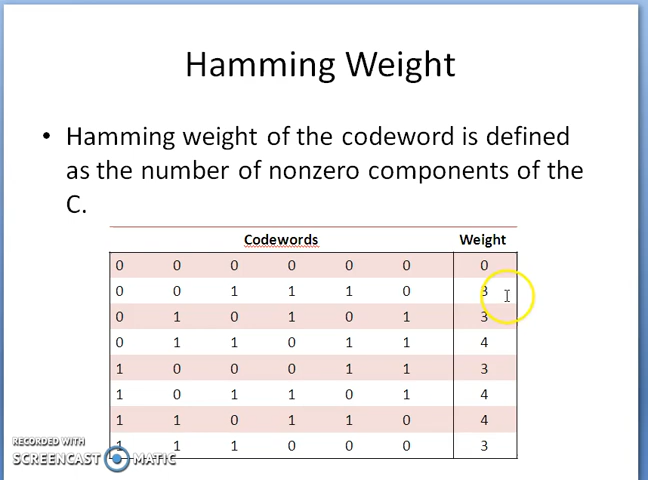 Hamming Weight
• Hamming weight of the codeword is defined
as the number of nonzero components of the
C.
Codewords Weight
0 0 0 0 0 0 0
0 0 1 1 1 0 3
0 1 0 1 0 1 3
0 1 1 0 1 1 4
1 0 0 0 1 1 3
1 0 1 1 0 1 4
1 1 0 1 1 0 4
1 1 1 0 0 0 3
RECORDED WITH
SCREENCAST MATIC